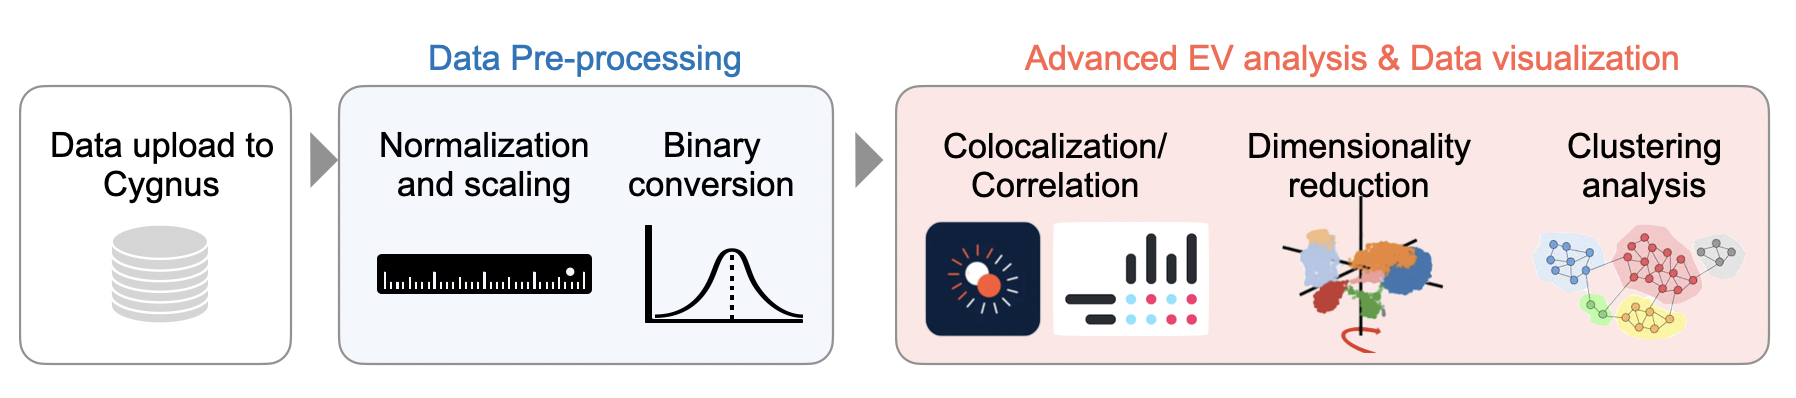 Data Pre-processing
Advanced EV analysis & Data visualization
Data upload to
Cygnus
Normalization
and scaling
Binary
conversion
Colocalization/
Correlation
Dimensionality
reduction
Clustering
analysis